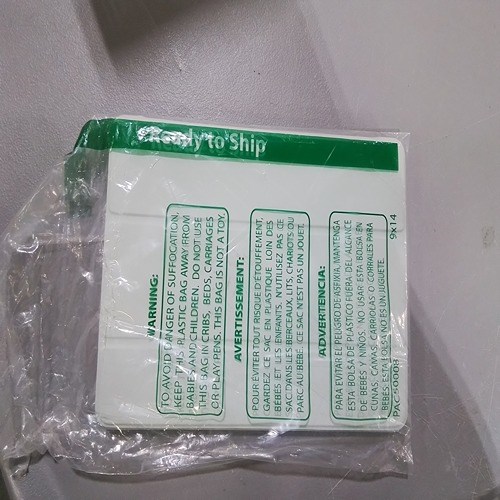 Ready to Ship
WARNING:
TO AVOID DANGER OF SUFFOCATION,
KEEP THIS PLASTIC BAG AWAY FROM
BABIES AND CHILDREN. DO NOT USE
THIS BAG IN CRIBS, BEDS, CARRIAGES
OR PLAY PENS. THIS BAG IS NOT A TOY.
AVERTISSEMENT:
POUR ÉVITER TOUT RISQUE D'ÉTOUFFEMENT,
GARDEZ CE SAC EN PLASTIQUE LOIN DES
BÉBÉS ET LES ENFANTS. N'UTILISEZ PAS CE
SAC DANS LES BERCEAUX, LITS, CHARIOTS OU
PARC AU BÉBÉ. CE SAC N'EST PAS UN JOUET.
ADVERTENCIA:
PARA EVITAR EL PELIGRO DE ASFIXIA, MANTENGA
ESTA BOLSA DE PLÁSTICO FUERA DEL ALCANCE
DE BEBÉS Y NIÑOS. NO USAR ESTA BOLSA EN
CUNAS, CAMAS, CARRIOLAS O CORRALES PARA
BEBÉS. ESTA BOLSA NO ES UN JUGUETE.
9x14